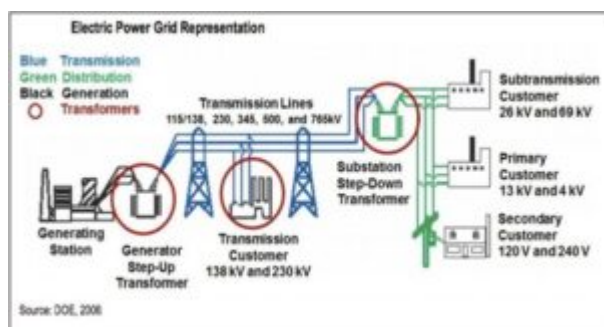 Electric Power Grid Representation
Blue Transmission
Green Distribution
Black Generation
Transformers
Transmission Lines
115/138, 230, 345, 500, and 765kV
Generating
Station
Generator
Step-Up
Transformer
Transmission
Customer
138 kV and 230 kV
Substation
Step-Down
Transformer
Subtransmission
Customer
26 kV and 69 kV
Primary
Customer
13 kV and 4 kV
Secondary
Customer
120 V and 240 V
Source: DOE, 2006